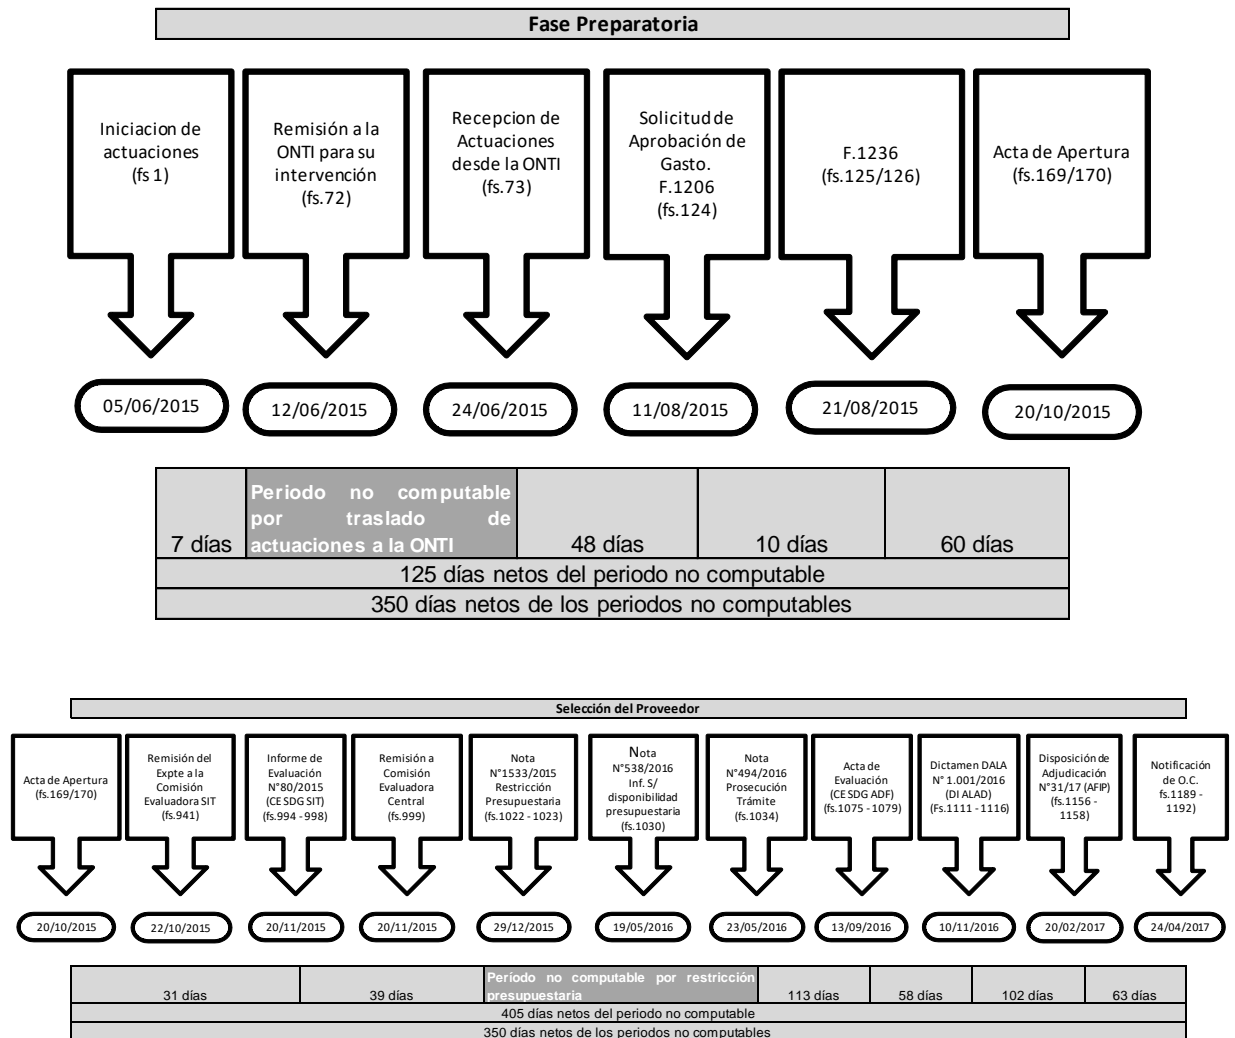 Fase Preparatoria
Iniciacion de
actuaciones
(fs 1)
Remisión a la
ONTI para su
intervención
(fs.72)
Recepcion de
Actuaciones
desde la ONTI
(fs.73)
Solicitud de
Aprobación de
Gasto.
F.1206
(fs.124)
F.1236
(fs.125/126)
Acta de Apertura
(fs.169/170)
05/06/2015
12/06/2015
24/06/2015
11/08/2015
21/08/2015
20/10/2015
7 días
Periodo no computable
por traslado de
actuaciones a la ONTI
48 días
10 días
60 días
125 días netos del periodo no computable
350 días netos de los periodos no computables
Selección del Proveedor
Acta de Apertura
(fs.169/170)
Remisión del
Expte a la
Comisión
Evaluadora SIT
(fs.941)
Informe de
Evaluación
N°80/2015
(CE SDG SIT)
(fs.994 - 998)
Remisión a
Comisión
Evaluadora
Central
(fs.999)
Nota
N°1533/2015
Restricción
Presupuestaria
(fs.1022 - 1023)
Nota
N°538/2016
Inf. S/
disponibilidad
presupuestaria
(fs.1030)
Nota
N°494/2016
Prosecución
Trámite
(fs.1034)
Acta de
Evaluación
(CE SDG ADF)
(fs.1075 - 1079)
Dictamen DALA
N° 1.001/2016
(DI ALAD)
(Fs.1111 - 1116)
Disposición de
Adjudicación
N°31/17 (AFIP)
(fs.1156 -
1158)
Notificación
de O.C.
fs.1189 -
1192)
20/10/2015
22/10/2015
20/11/2015
20/11/2015
29/12/2015
19/05/2016
23/05/2016
13/09/2016
10/11/2016
20/02/2017
24/04/2017
31 días
39 días
Período no computable por restricción
presupuestaria
113 días
58 días
102 días
63 días
405 días netos del periodo no computable
350 días netos de los periodos no computables